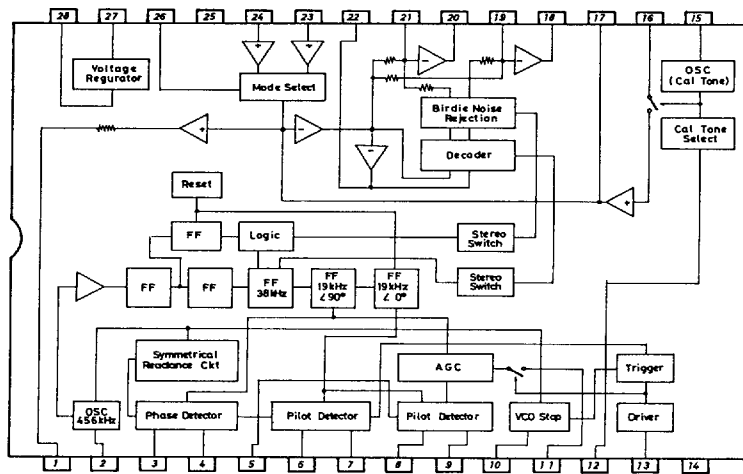 28 27 26 25 24 23 22 21 20 19 18 17 16 15
Voltage
Regurator
+ +
Mode Select
- -
OSC
(Cal Tone)
Birdie Noise
Rejection
Cal Tone
Select
+ -
-
Decoder
+
Reset
FF
Logic
Stereo
Switch
FF
FF
FF
38kHz
FF
19kHz
∠90°
FF
19kHz
∠0°
Stereo
Switch
Symmetrical
Reactance Ckt
AGC
Trigger
OSC
456kHz
Phase Detector
Pilot Detector
Pilot Detector
VCO Stop
Driver
1 2 3 4 5 6 7 8 9 10 11 12 13 14